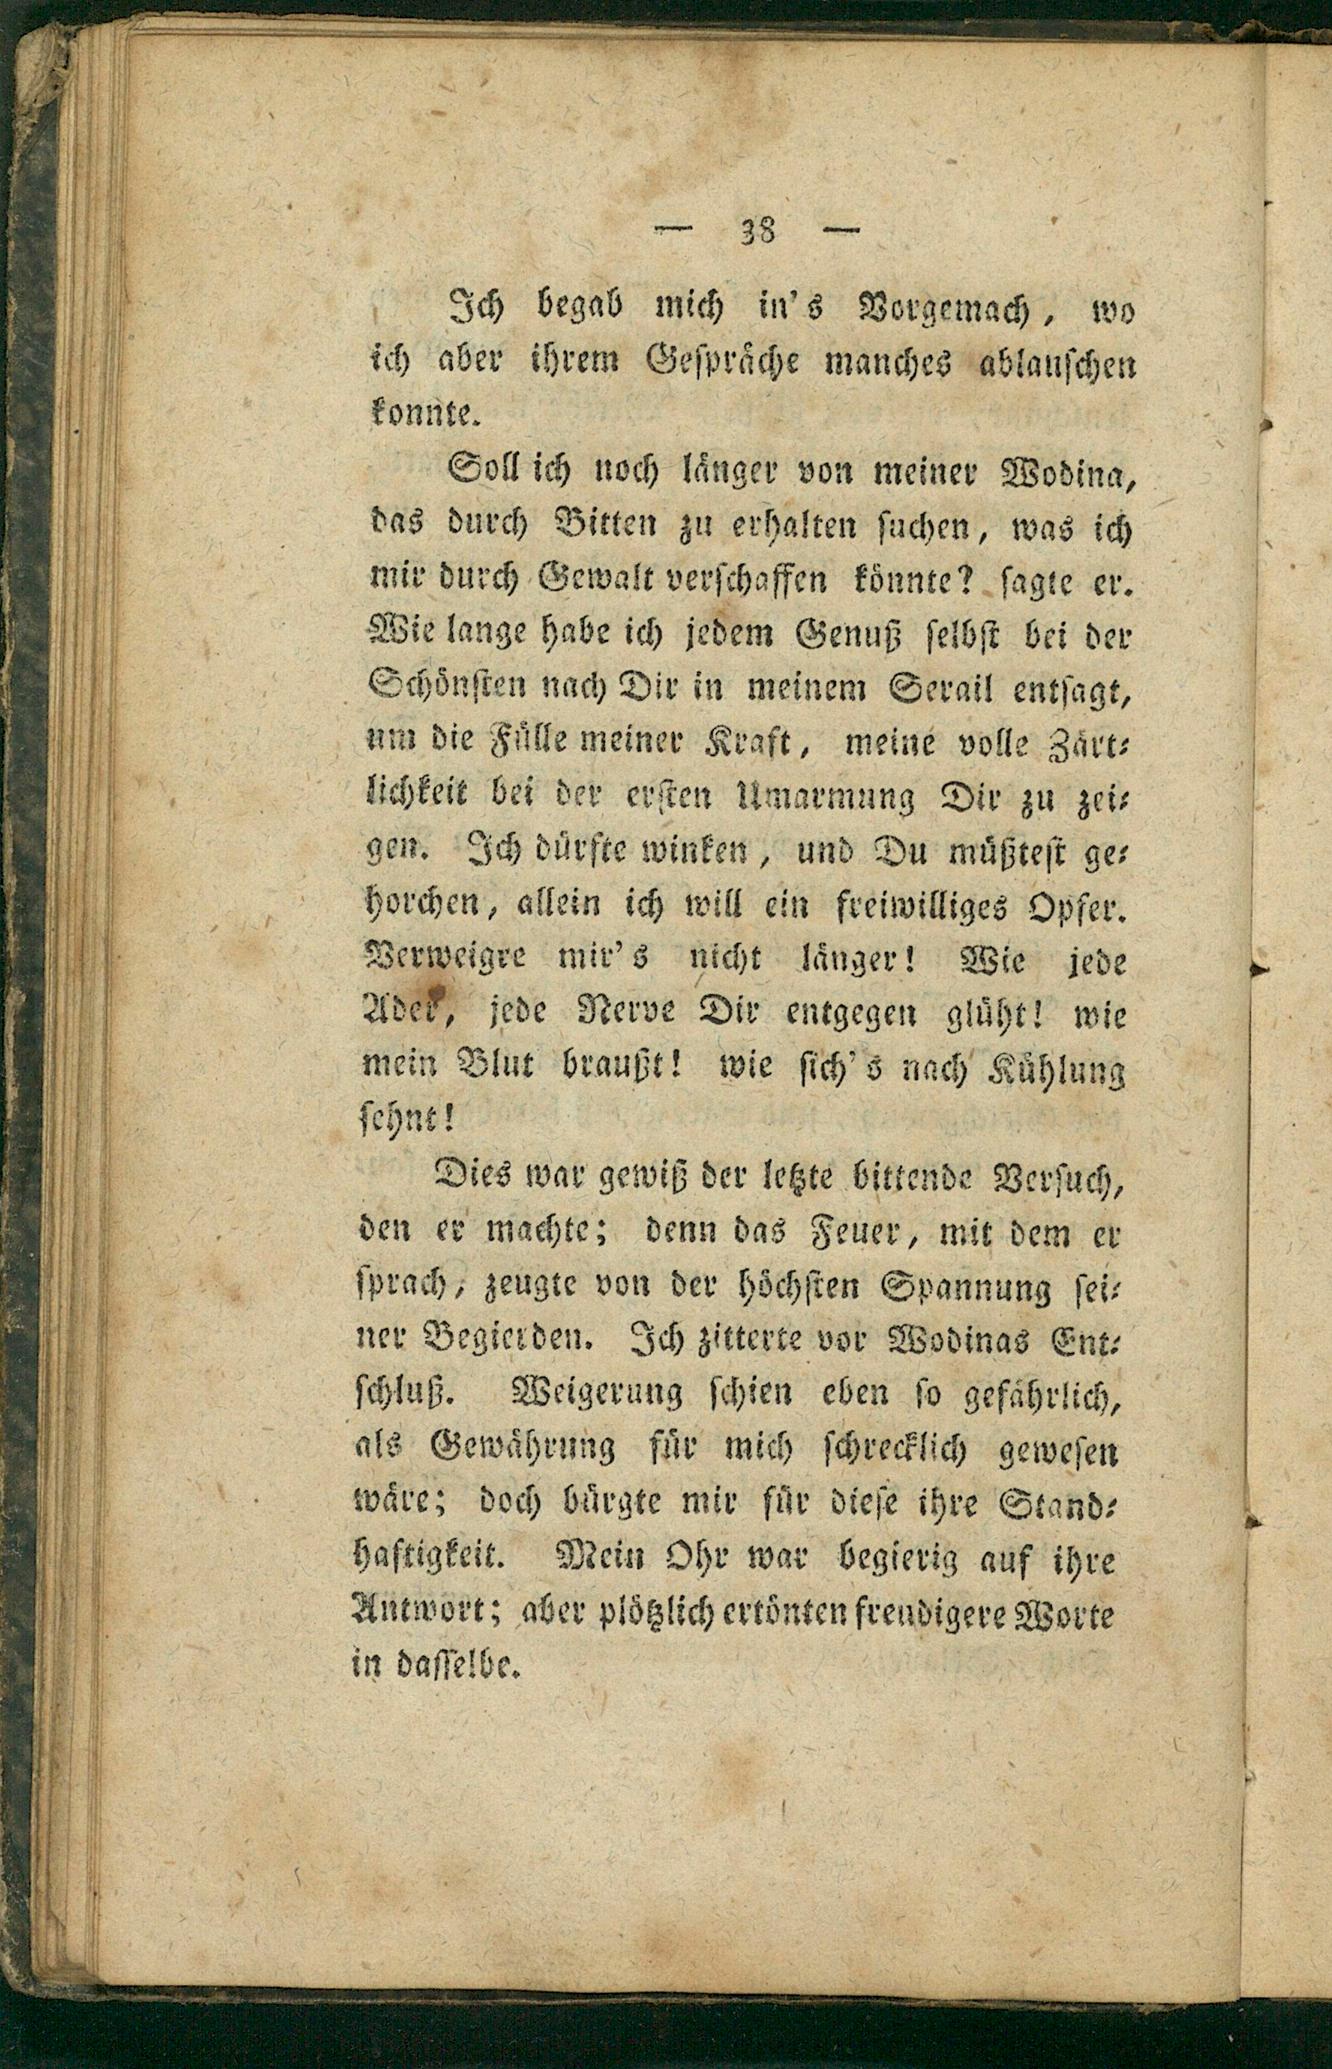 — 38 —
Ich begab mich in's Vorgemach, wo
ich aber ihrem Gespräche manches ablauschen
konnte.
Soll ich noch länger von meiner Wodina,
das durch Bitten zu erhalten suchen, was ich
mir durch Gewalt verschaffen könnte? sagte er.
Wie lange habe ich jedem Genuß selbst bei der
Schönsten nach Dir in meinem Serail entsagt,
um die Fülle meiner Kraft, meine volle Zärt-
lichkeit bei der ersten Umarmung Dir zu zei-
gen. Ich dürfte winken, und Du müßtest ge-
horchen, allein ich will ein freiwilliges Opfer.
Verweigre mir's nicht länger! Wie jede
Ader, jede Nerve Dir entgegen glüht! wie
mein Blut braußt! wie sich's nach Kühlung
sehnt!
Dies war gewiß der letzte bittende Versuch,
den er machte; denn das Feuer, mit dem er
sprach, zeugte von der höchsten Spannung sei-
ner Begierden. Ich zitterte vor Wodinas Ent-
schluß. Weigerung schien eben so gefährlich,
als Gewährung für mich schrecklich gewesen
wäre; doch bürgte mir für diese ihre Stand-
haftigkeit. Mein Ohr war begierig auf ihre
Antwort; aber plötzlich ertönten freudigere Worte
in dasselbe.